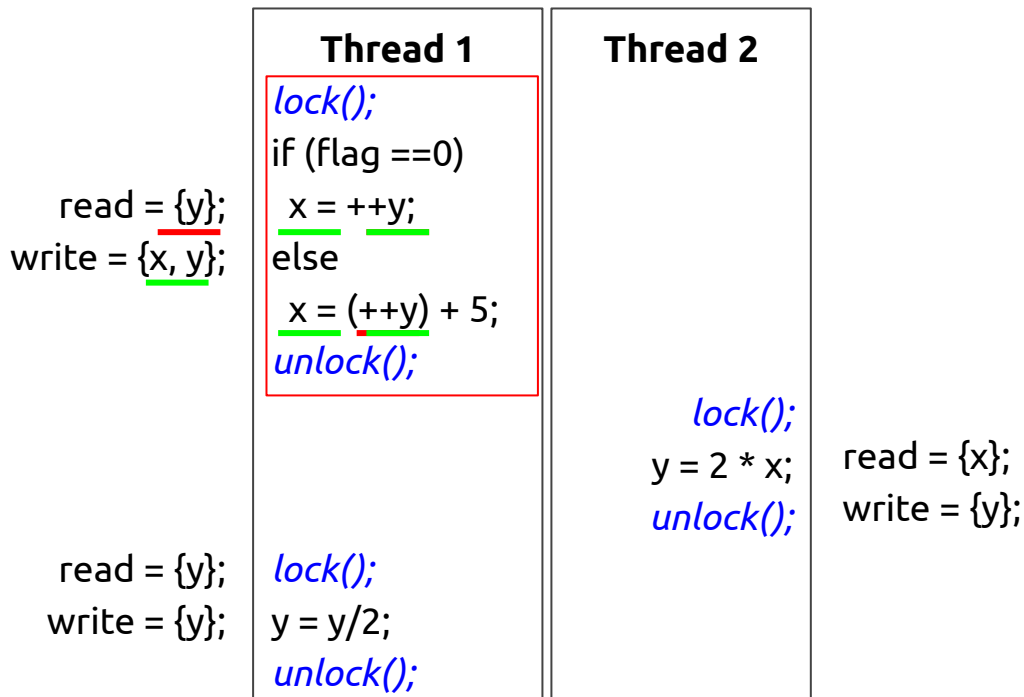 Thread 1
Thread 2
lock();
if (flag ==0)
read = {y};
x = ++y;
write = {x, y};
else
x = (++y) + 5;
unlock();
lock();
y = 2 * x;
read = {x};
unlock();
write = {y};
read = {y};
lock();
write = {y};
y = y/2;
unlock();